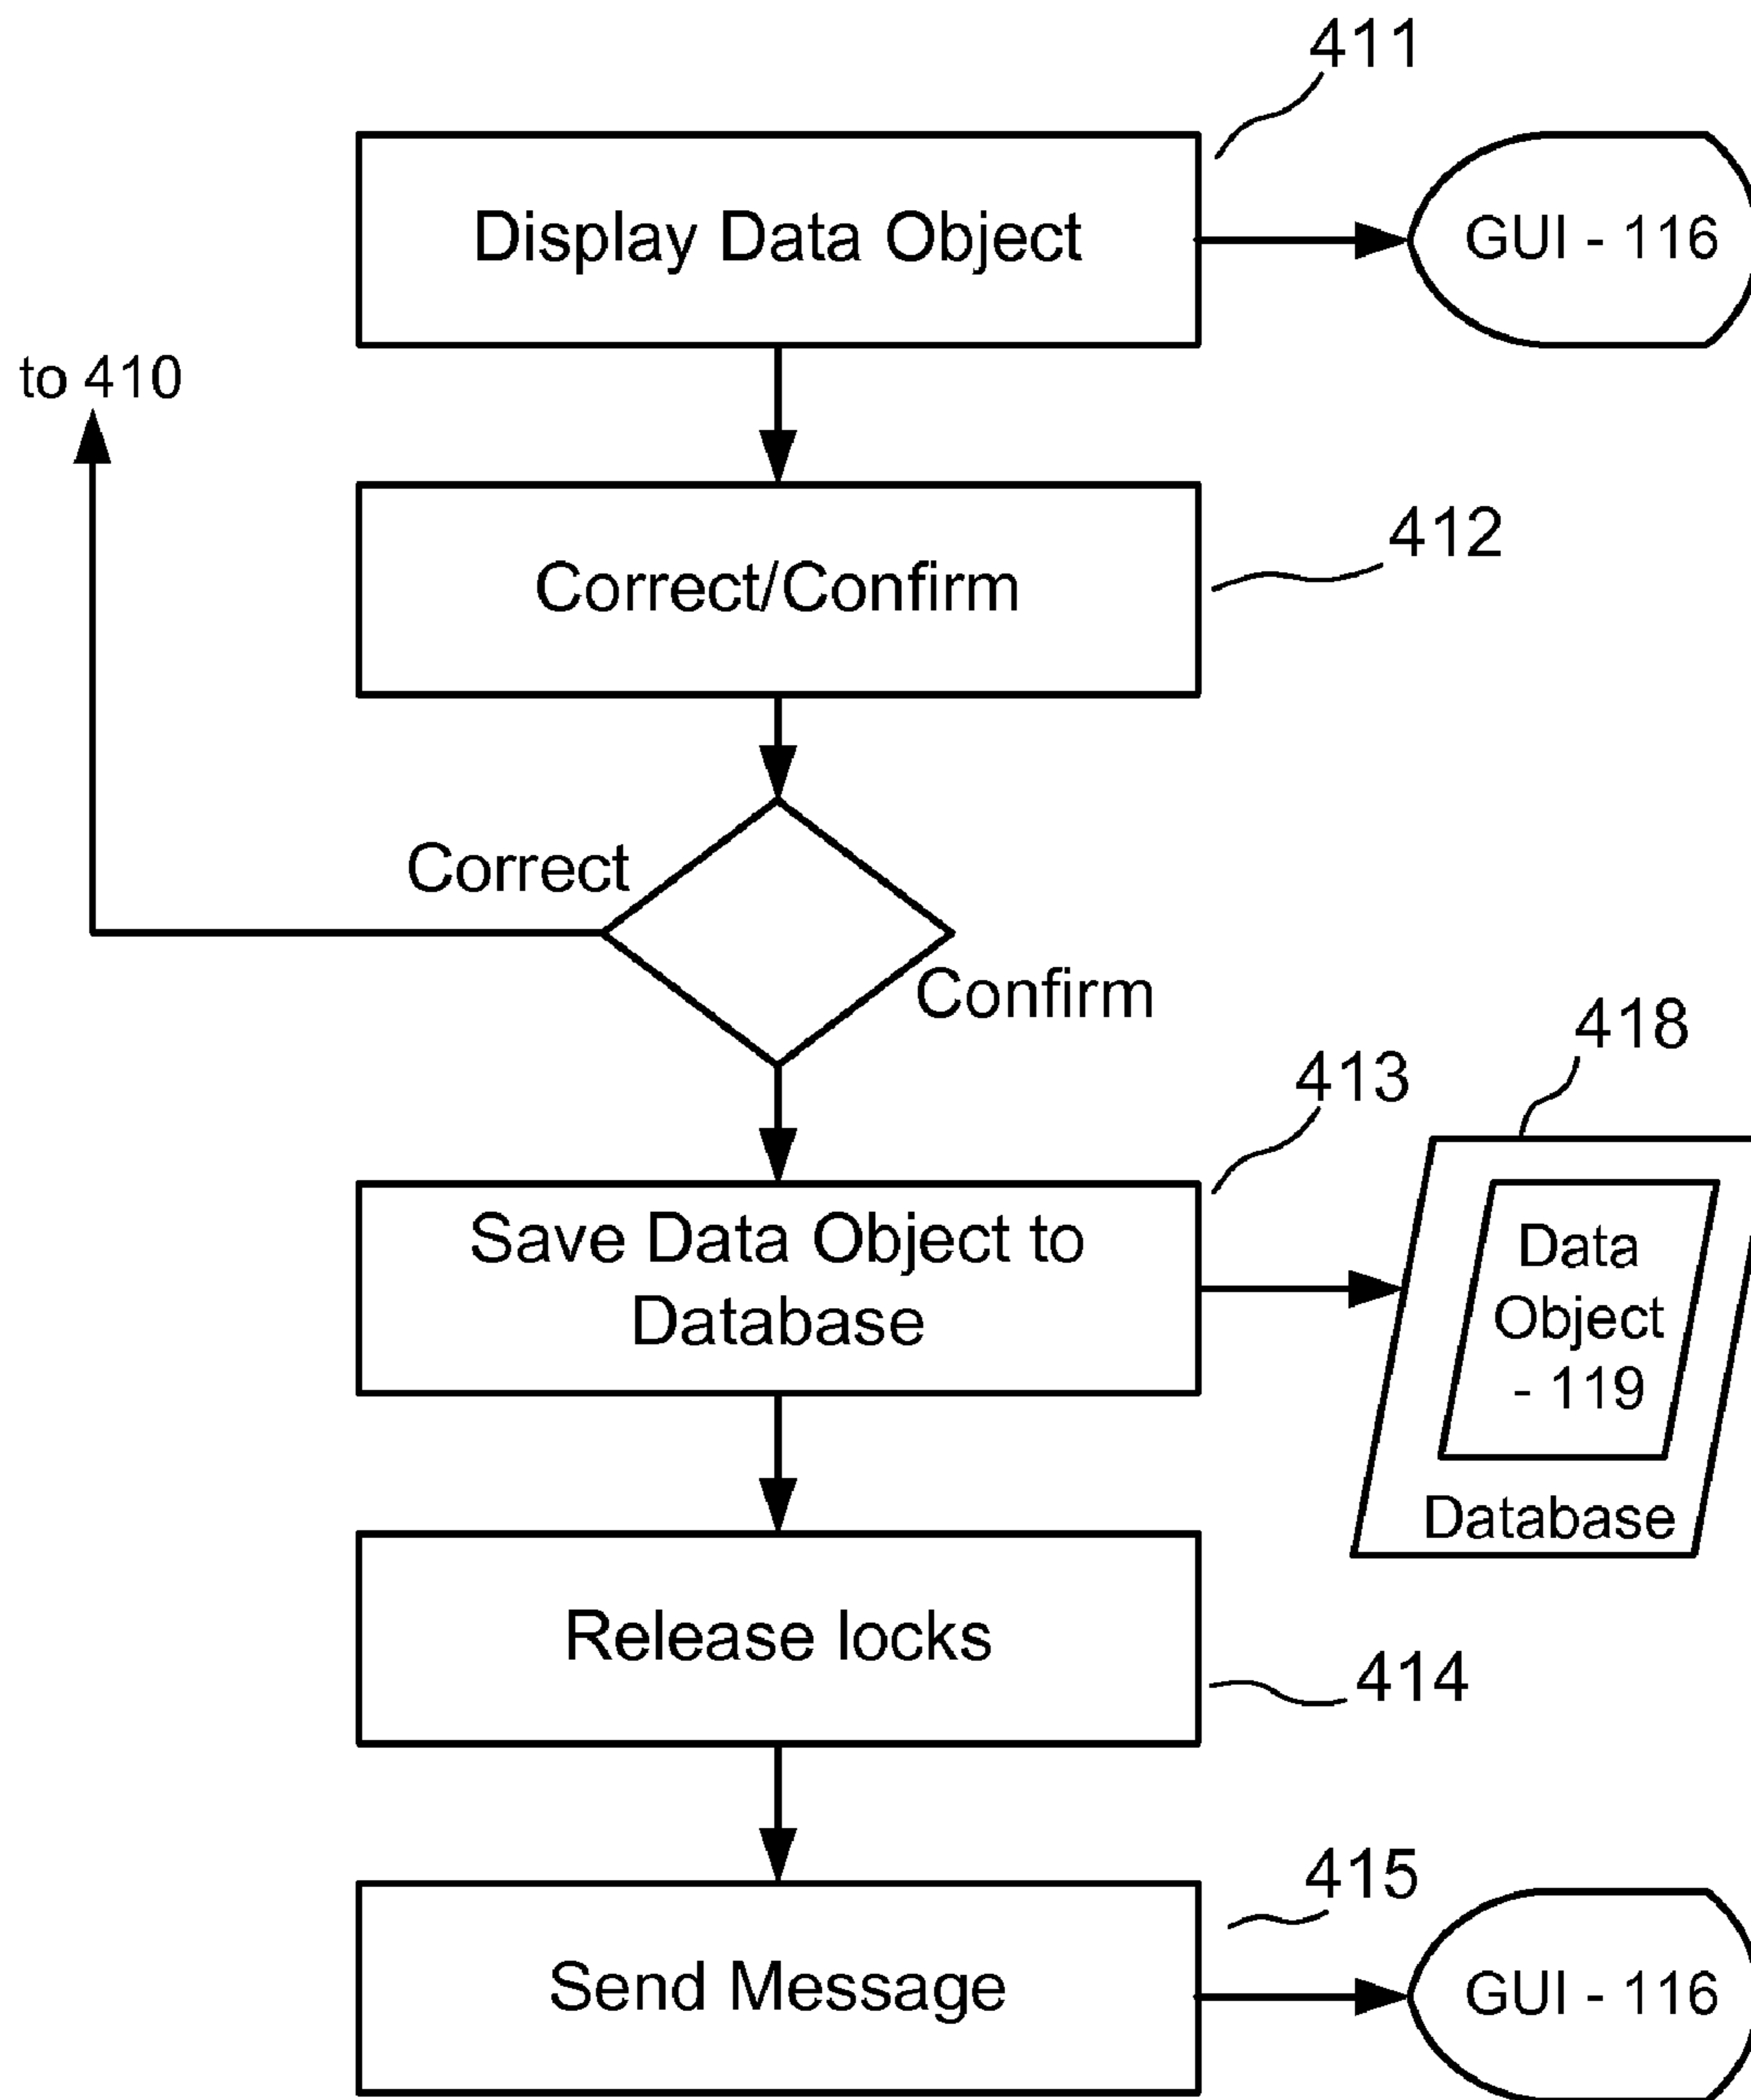 411
Display Data Object
GUI - 116
to 410
412
Correct/Confirm
Correct
Confirm
418
413
Save Data Object to
Database
Data
Object
- 119
Database
Release locks
414
415
Send Message
GUI - 116